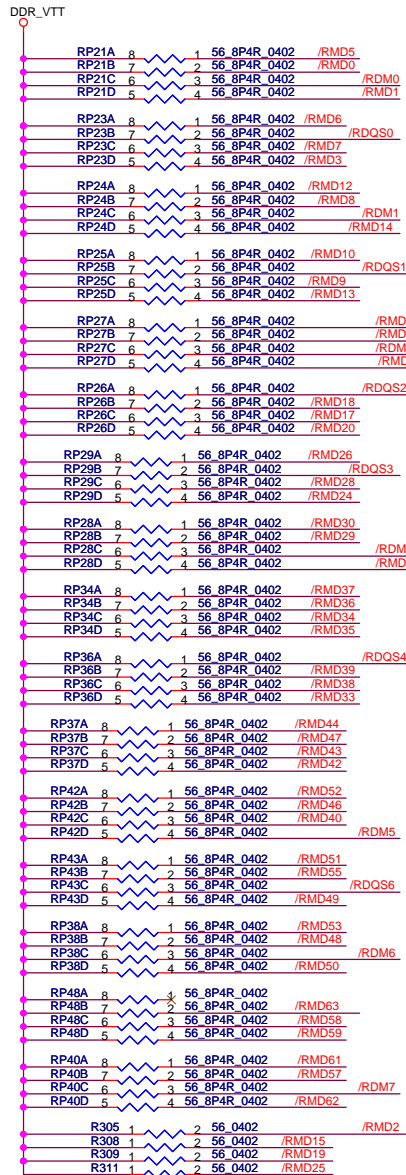 DDR_VTT
RP21A 8 1 56_8P4R_0402 /RMD5
RP21B 7 2 56_8P4R_0402 /RMD0
RP21C 6 3 56_8P4R_0402 /RDM0
RP21D 5 4 56_8P4R_0402 /RMD1
RP23A 8 1 56_8P4R_0402 /RMD6
RP23B 7 2 56_8P4R_0402 /RDQS0
RP23C 6 3 56_8P4R_0402 /RMD7
RP23D 5 4 56_8P4R_0402 /RMD3
RP24A 8 1 56_8P4R_0402 /RMD12
RP24B 7 2 56_8P4R_0402 /RMD8
RP24C 6 3 56_8P4R_0402 /RDM1
RP24D 5 4 56_8P4R_0402 /RMD14
RP25A 8 1 56_8P4R_0402 /RMD10
RP25B 7 2 56_8P4R_0402 /RDQS1
RP25C 6 3 56_8P4R_0402 /RMD9
RP25D 5 4 56_8P4R_0402 /RMD13
RP27A 8 1 56_8P4R_0402 /RMD
RP27B 7 2 56_8P4R_0402 /RMD
RP27C 6 3 56_8P4R_0402 /RDM
RP27D 5 4 56_8P4R_0402 /RMD
RP26A 8 1 56_8P4R_0402 /RDQS2
RP26B 7 2 56_8P4R_0402 /RMD18
RP26C 6 3 56_8P4R_0402 /RMD17
RP26D 5 4 56_8P4R_0402 /RMD20
RP29A 8 1 56_8P4R_0402 /RMD26
RP29B 7 2 56_8P4R_0402 /RDQS3
RP29C 6 3 56_8P4R_0402 /RMD28
RP29D 5 4 56_8P4R_0402 /RMD24
RP28A 8 1 56_8P4R_0402 /RMD30
RP28B 7 2 56_8P4R_0402 /RMD29
RP28C 6 3 56_8P4R_0402 /RDM
RP28D 5 4 56_8P4R_0402 /RMD
RP34A 8 1 56_8P4R_0402 /RMD37
RP34B 7 2 56_8P4R_0402 /RMD36
RP34C 6 3 56_8P4R_0402 /RMD34
RP34D 5 4 56_8P4R_0402 /RMD35
RP36A 8 1 56_8P4R_0402 /RDQS4
RP36B 7 2 56_8P4R_0402 /RMD39
RP36C 6 3 56_8P4R_0402 /RMD38
RP36D 5 4 56_8P4R_0402 /RMD33
RP37A 8 1 56_8P4R_0402 /RMD44
RP37B 7 2 56_8P4R_0402 /RMD47
RP37C 6 3 56_8P4R_0402 /RMD43
RP37D 5 4 56_8P4R_0402 /RMD42
RP42A 8 1 56_8P4R_0402 /RMD52
RP42B 7 2 56_8P4R_0402 /RMD46
RP42C 6 3 56_8P4R_0402 /RMD40
RP42D 5 4 56_8P4R_0402 /RDM5
RP43A 8 1 56_8P4R_0402 /RMD51
RP43B 7 2 56_8P4R_0402 /RMD55
RP43C 6 3 56_8P4R_0402 /RDQS6
RP43D 5 4 56_8P4R_0402 /RMD49
RP38A 8 1 56_8P4R_0402 /RMD53
RP38B 7 2 56_8P4R_0402 /RMD48
RP38C 6 3 56_8P4R_0402 /RDM6
RP38D 5 4 56_8P4R_0402 /RMD50
RP48A 8 1 56_8P4R_0402
RP48B 7 2 56_8P4R_0402 /RMD63
RP48C 6 3 56_8P4R_0402 /RMD58
RP48D 5 4 56_8P4R_0402 /RMD59
RP40A 8 1 56_8P4R_0402 /RMD61
RP40B 7 2 56_8P4R_0402 /RMD57
RP40C 6 3 56_8P4R_0402 /RDM7
RP40D 5 4 56_8P4R_0402 /RMD62
R305 1 2 56_0402 /RMD2
R308 1 2 56_0402 /RMD15
R309 1 2 56_0402 /RMD19
R311 1 2 56_0402 /RMD25